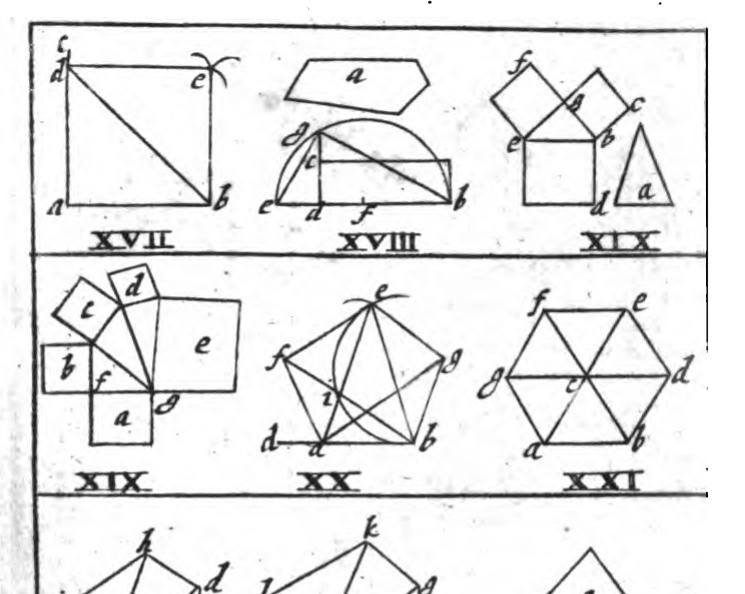 c
d e
a b
XVII
a
g
c
e d f b
XVIII
f
g c
e b
d a
XIX
d
c
e
b
f g
a
XIX
e
f g
i
d a b
XX
f e
g c d
a b
XXI
h d
k g